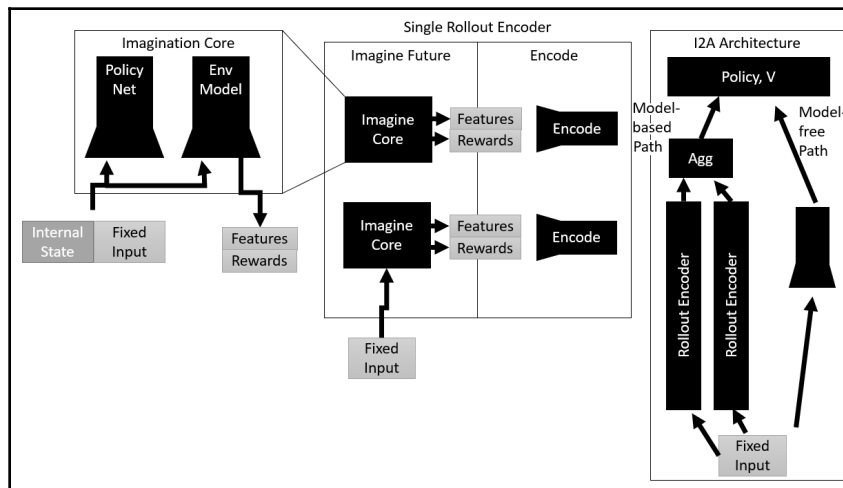 Imagination Core
Policy
Net
Env
Model
Internal
State
Fixed
Input
Features
Rewards
Single Rollout Encoder
Imagine Future
Encode
Imagine
Core
Features
Rewards
Encode
Imagine
Core
Features
Rewards
Encode
Fixed
Input
I2A Architecture
Policy, V
Model-
based
Path
Model-
free
Path
Agg
Rollout Encoder
Rollout Encoder
Fixed
Input